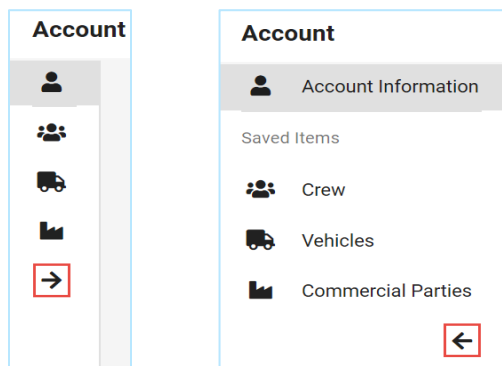 Account
Account
Account Information
Saved Items
Crew
Vehicles
Commercial Parties